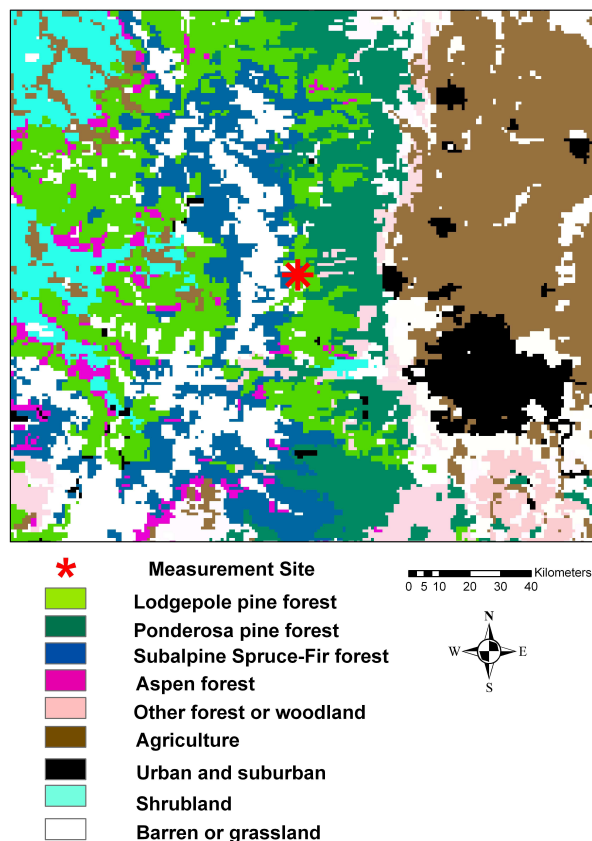 Measurement Site
Lodgepole pine forest
Ponderosa pine forest
Subalpine Spruce-Fir forest
Aspen forest
Other forest or woodland
Agriculture
Urban and suburban
Shrubland
Barren or grassland
Kilometers
0 5 10 20 30 40
N
W E
S